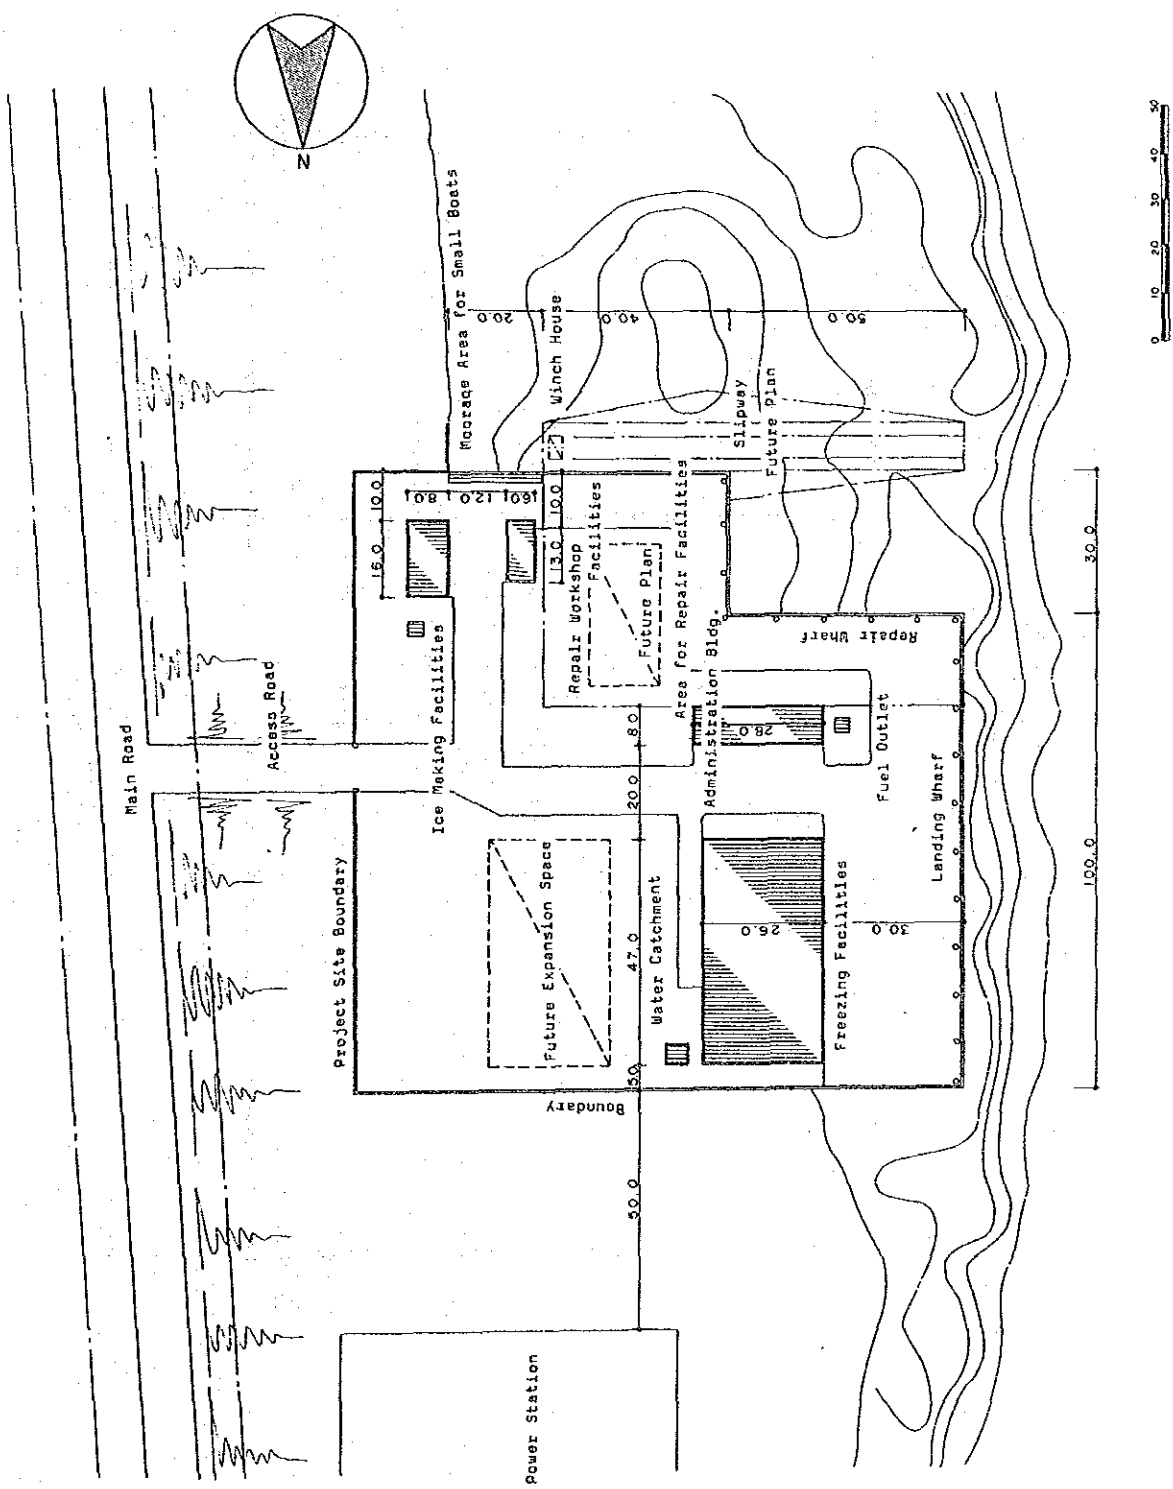 N
Main Road
Access Road
Project Site Boundary
Moorage Area for Small Boats
Winch House
20.0
40.0
50.0
Slipway
Future Plan
10.0
16.0
8.0
12.0
6.0
10.0
13.0
Ice Making Facilities
Repair Workshop
Facilities
Future Plan
Area for Repair Facilities
Administration Bldg.
Repair Wharf
28.0
8.0
20.0
47.0
5.0
50.0
Future Expansion Space
Water Catchment
26.0
30.0
Freezing Facilities
Fuel Outlet
Landing Wharf
30.0
100.0
Boundary
Power Station
0 10 20 30 40 50